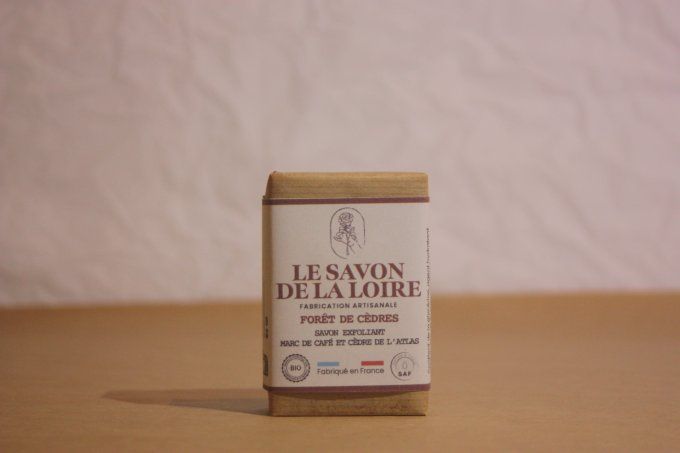 LE SAVON
DE LA LOIRE
FABRICATION ARTISANALE
FORÊT DE CÈDRES
SAVON EXFOLIANT
MARC DE CAFÉ ET CÈDRE DE L'ATLAS
BIO
Fabriqué en France
SAF